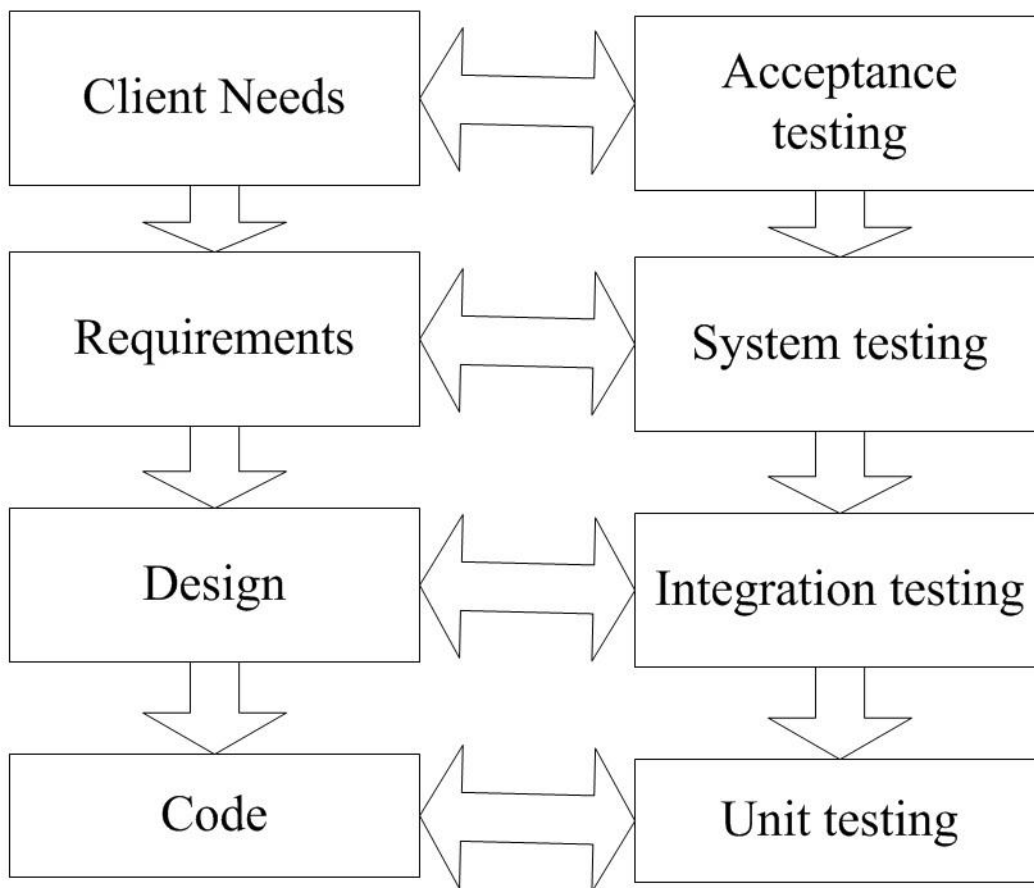 Client Needs
Acceptance
testing
Requirements
System testing
Design
Integration testing
Code
Unit testing